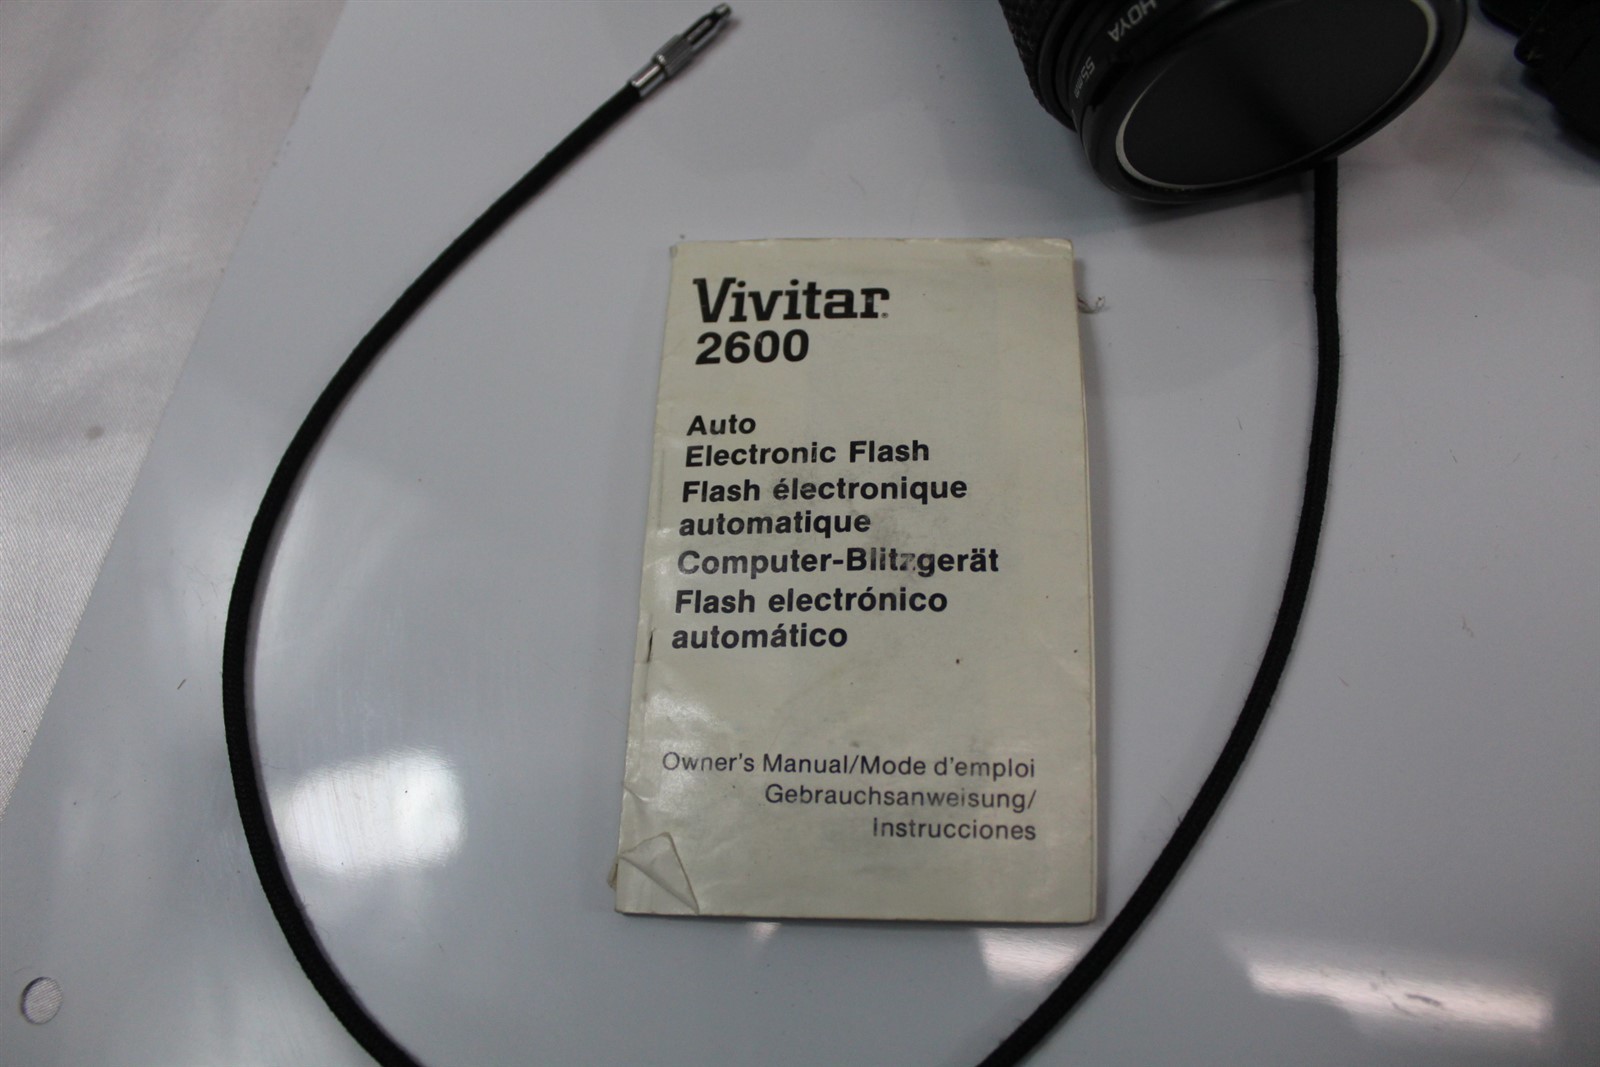 HOYA
55mm
Vivitar®
2600
Auto
Electronic Flash
Flash électronique
automatique
Computer-Blitzgerät
Flash electrónico
automático
Owner's Manual/Mode d'emploi
Gebrauchsanweisung/
Instrucciones